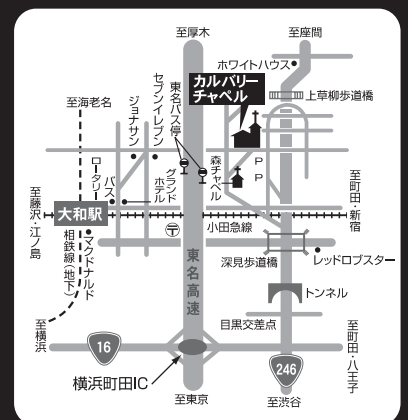 至厚木
至座間
ホワイトハウス
カルバリー
チャペル
上草柳歩道橋
東名バス停
セブンイレブン
ジョナサン
至海老名
森チャペル
P
P
グランド
ホテル
バス
ロータリー
至藤沢・江ノ島
大和駅
至町田・新宿
小田急線
〒
マクドナルド
相鉄線(地下)
東名高速
深見歩道橋
レッドロブスター
トンネル
目黒交差点
至横浜
16
246
至町田・八王子
横浜町田IC
至東京
至渋谷